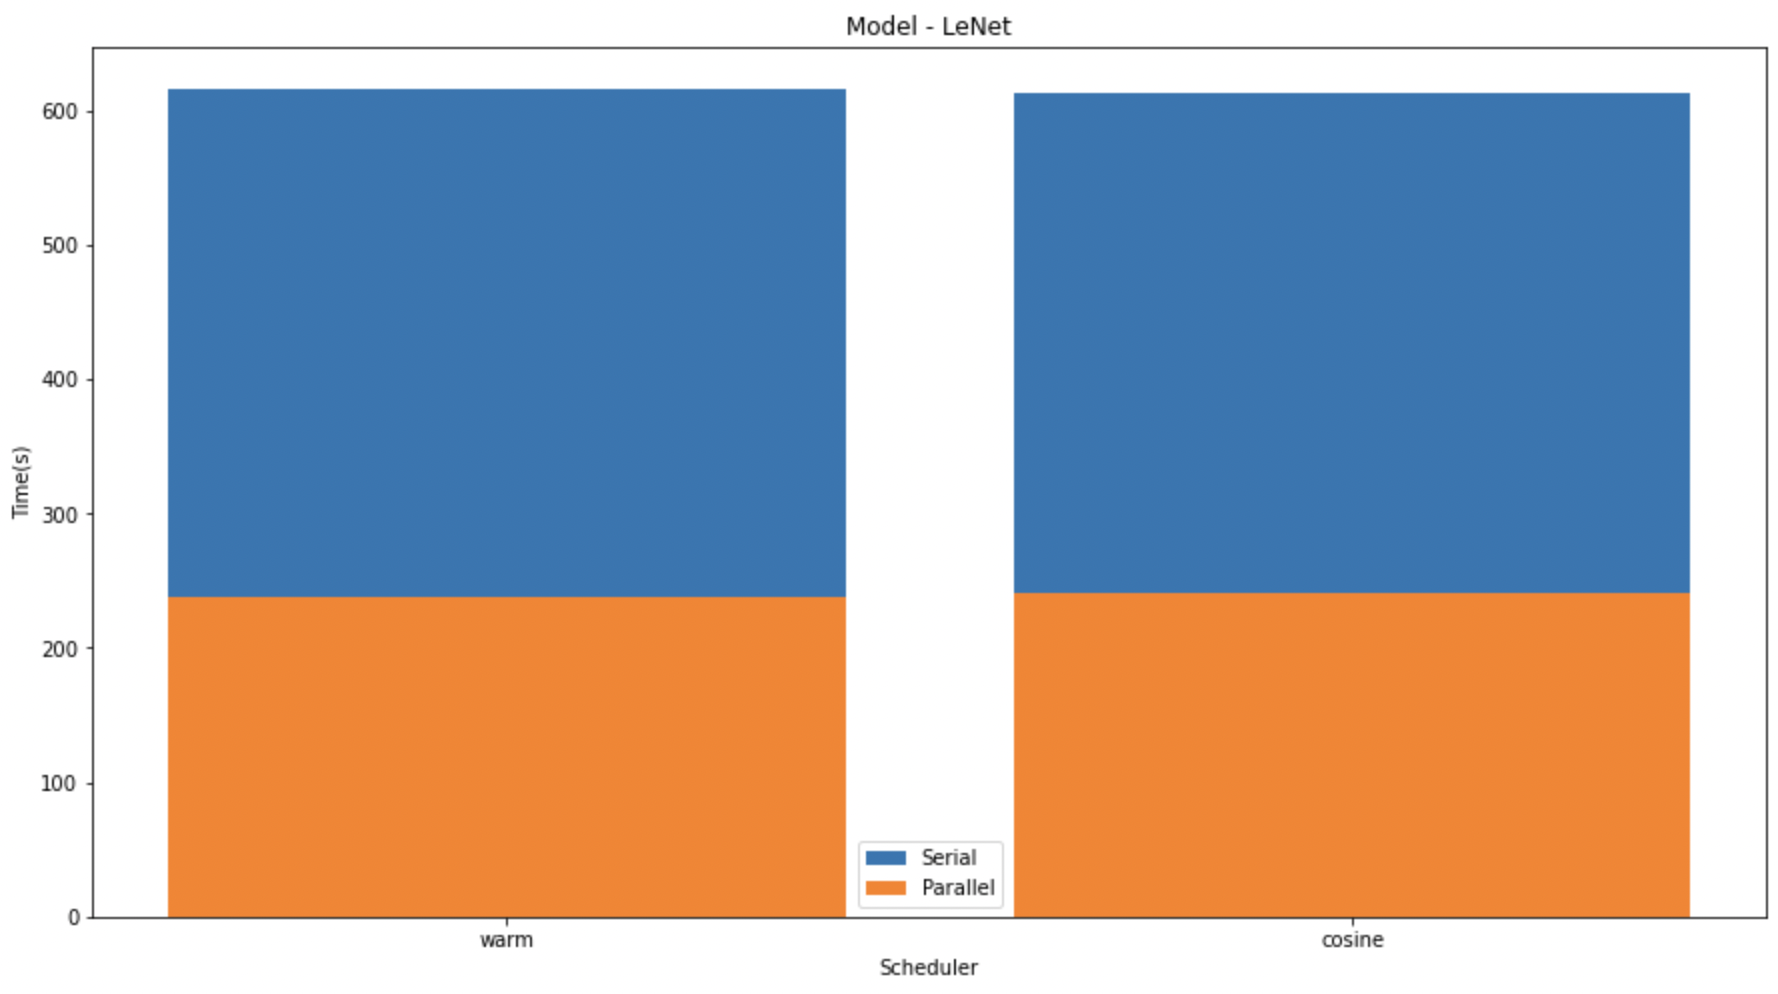 Model - LeNet
600
500
400
300
200
100
0
Time(s)
Serial
Parallel
warm
cosine
Scheduler